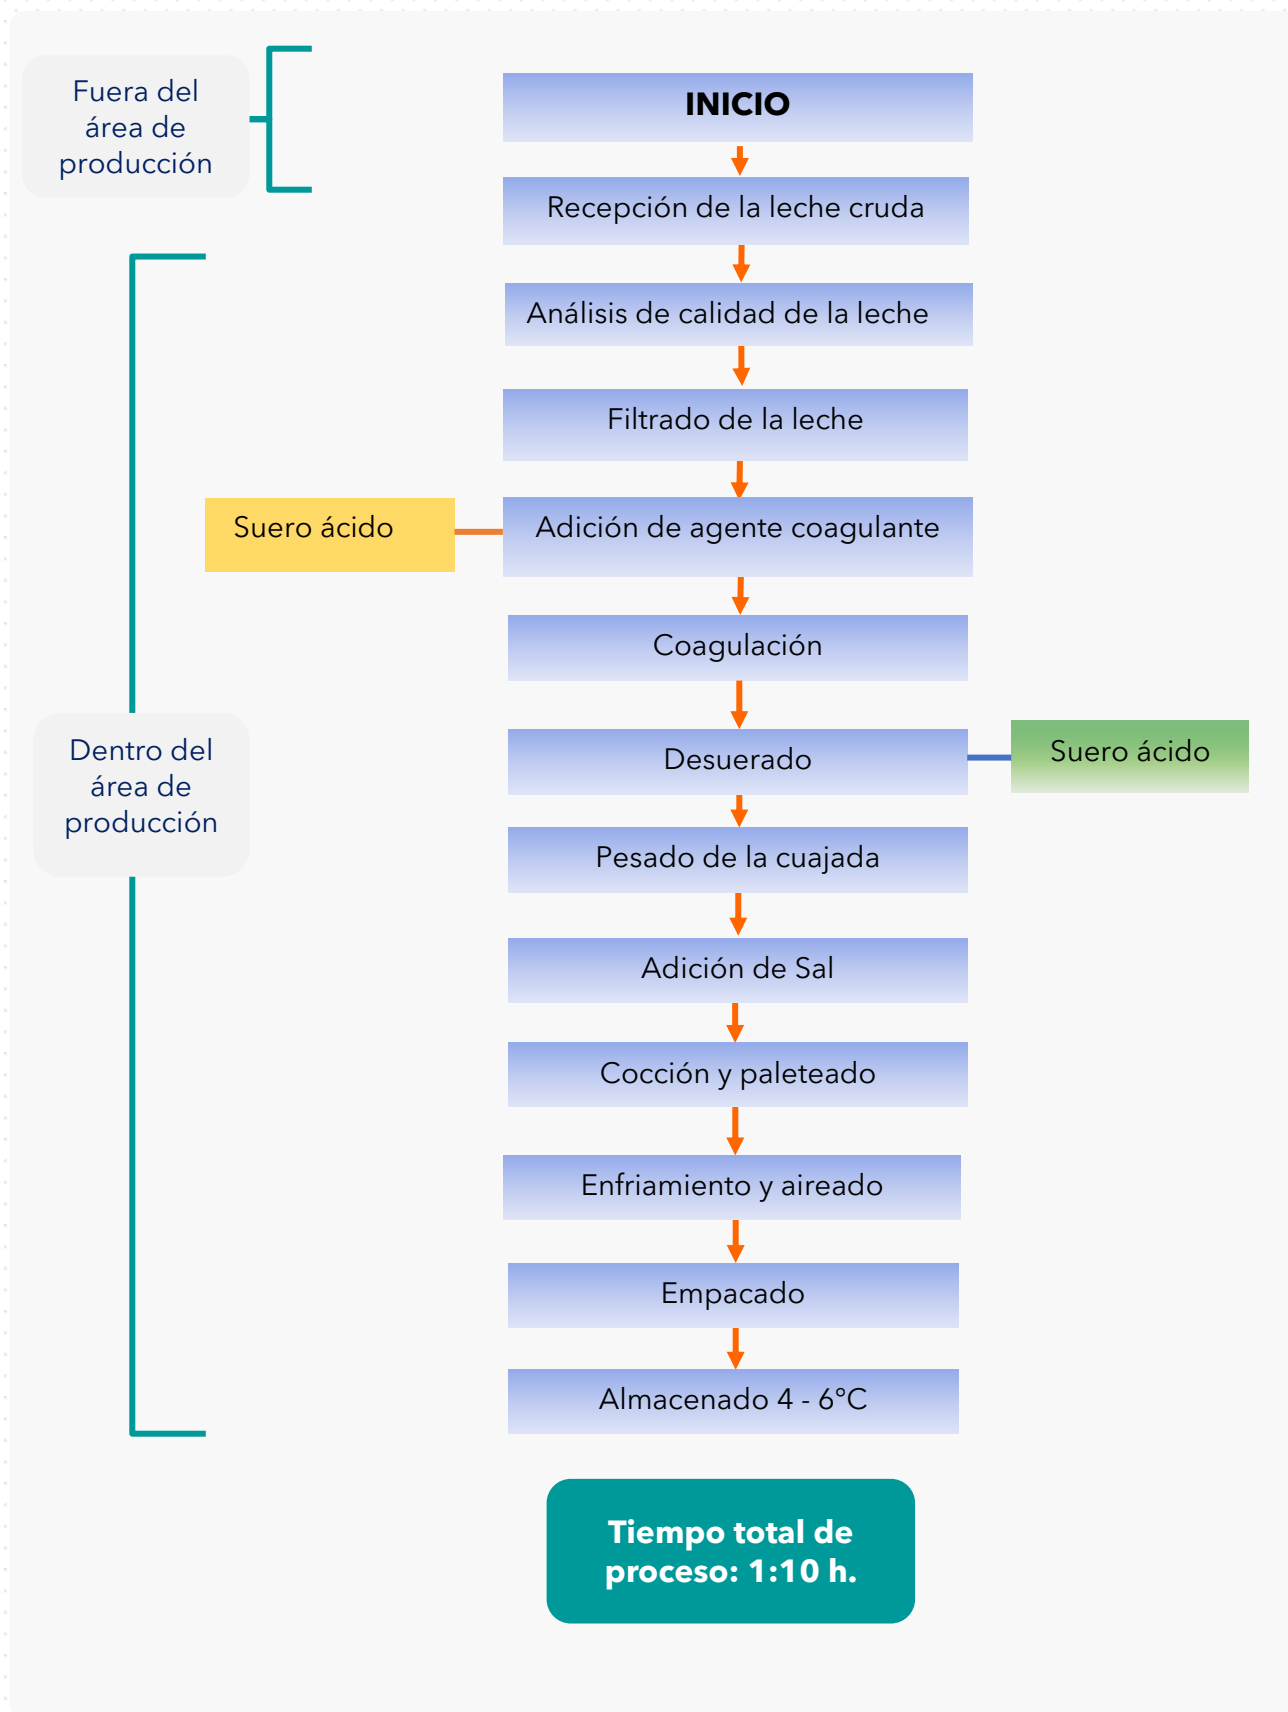 Fuera del
área de
producción
INICIO
Recepción de la leche cruda
Análisis de calidad de la leche
Filtrado de la leche
Suero ácido
Adición de agente coagulante
Coagulación
Dentro del
área de
producción
Desuerado
Suero ácido
Pesado de la cuajada
Adición de Sal
Cocción y paleteado
Enfriamiento y aireado
Empacado
Almacenado 4 - 6°C
Tiempo total de
proceso: 1:10 h.